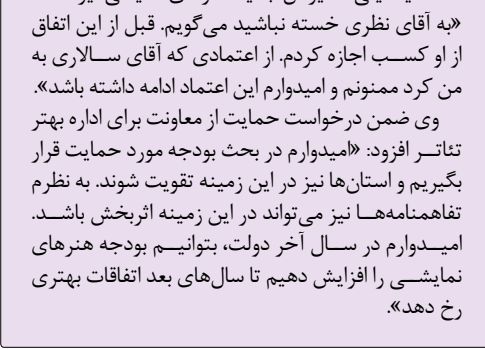 «به آقای نظری خسته نباشید می‌گویم. قبل از این اتفاق
از او کسب اجازه کردم. از اعتمادی که آقای سالاری به
من کرد ممنونم و امیدوارم این اعتماد ادامه داشته باشد».
وی ضمن درخواست حمایت از معاونت برای اداره بهتر
تئاتر افزود: «امیدوارم در بحث بودجه مورد حمایت قرار
بگیریم و استان‌ها نیز در این زمینه تقویت شوند. به نظرم
تفاهمنامه‌ها نیز می‌تواند در این زمینه اثربخش باشد.
امیدوارم در سال آخر دولت، بتوانیم بودجه هنرهای
نمایشی را افزایش دهیم تا سال‌های بعد اتفاقات بهتری
رخ دهد».